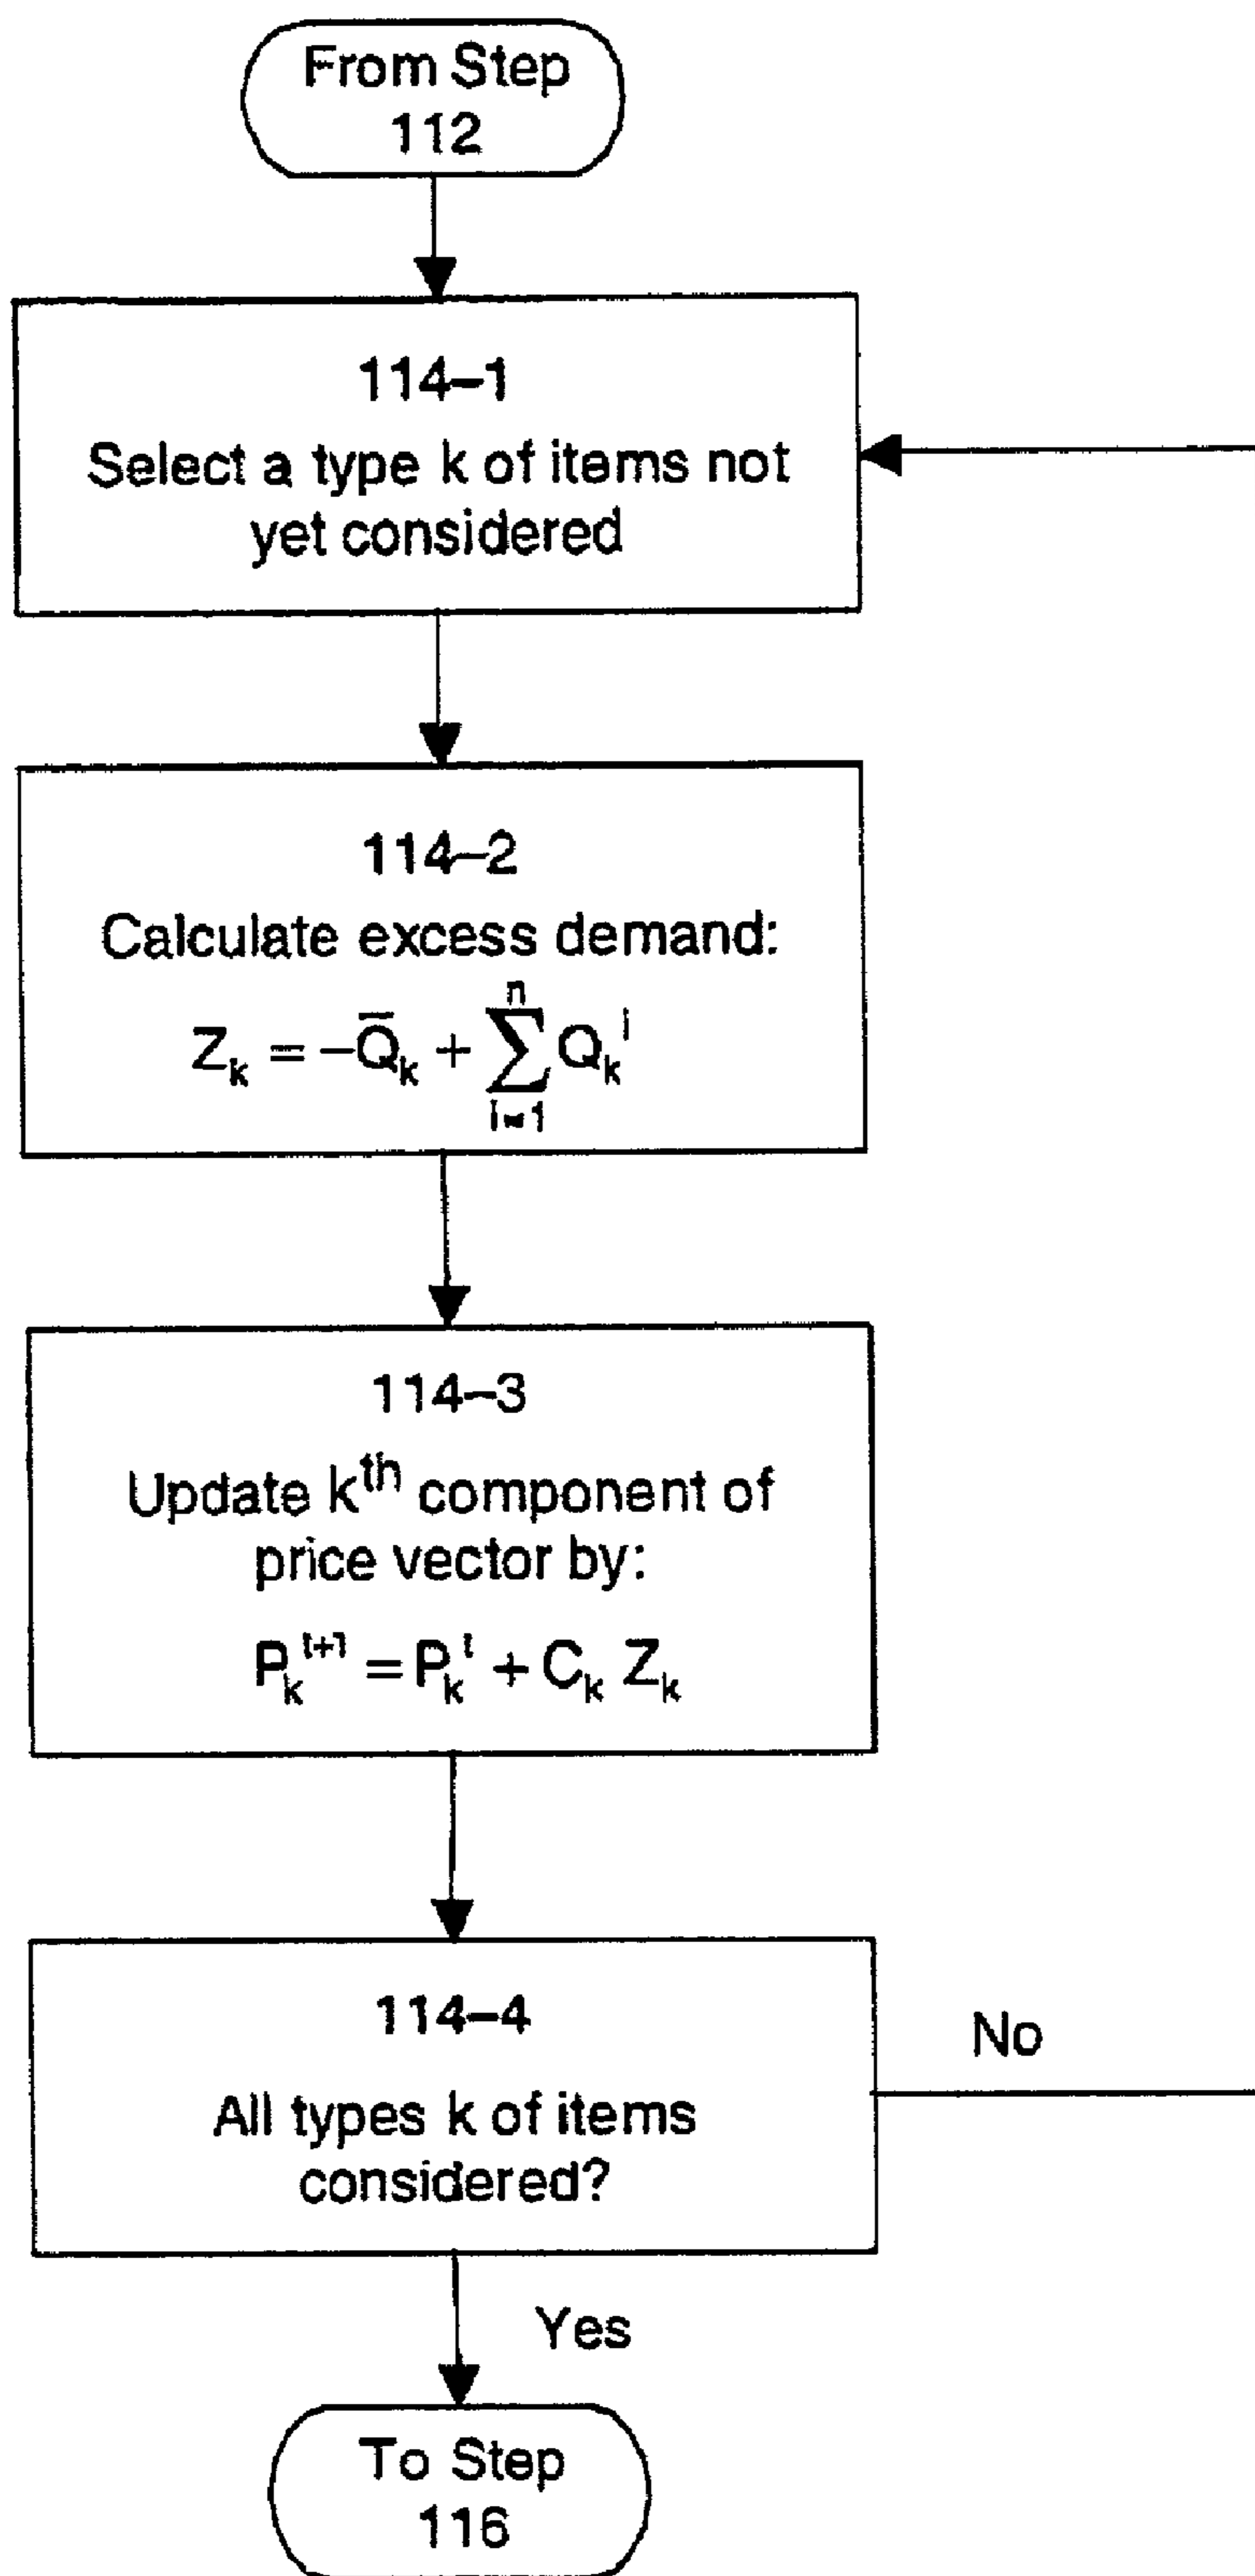 From Step
112
114–1
Select a type k of items not
yet considered
114–2
Calculate excess demand:
Z_k = −Q̅_k + ∑_{i=1}^{n} Q_k^i
114–3
Update k^th component of
price vector by:
P_k^{t+1} = P_k^t + C_k Z_k
114–4
All types k of items
considered?
No
Yes
To Step
116